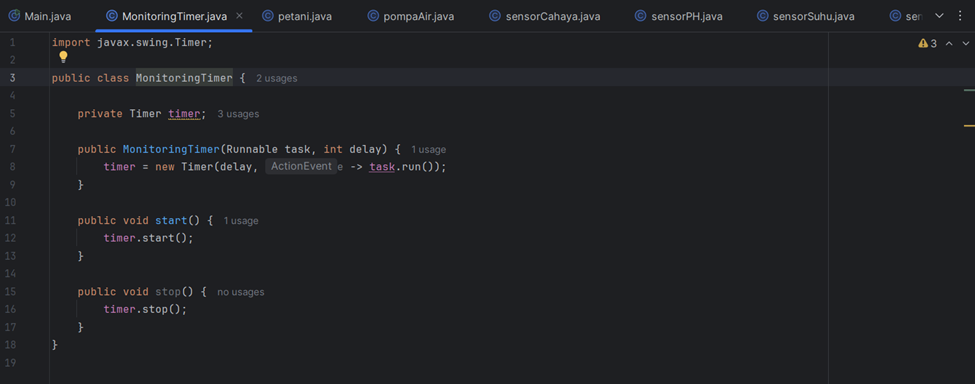 Main.java MonitoringTimer.java petani.java pompaAir.java sensorCahaya.java sensorPH.java sensorSuhu.java ser
1 import javax.swing.Timer; 3
2
3 public class MonitoringTimer { 2 usages
4
5 private Timer timer; 3 usages
6
7 public MonitoringTimer(Runnable task, int delay) { 1 usage
8 timer = new Timer(delay, ActionEvent e -> task.run());
9 }
10
11 public void start() { 1 usage
12 timer.start();
13 }
14
15 public void stop() { no usages
16 timer.stop();
17 }
18 }
19